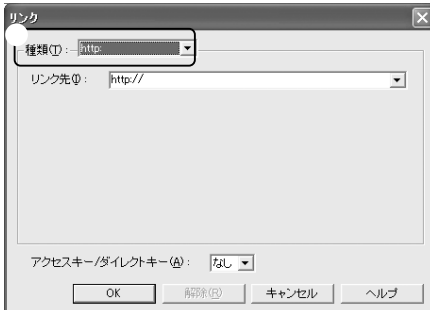 リンク
種類(T): http:
リンク先(I): http://
アクセスキー/ダイレクトキー(A): なし
OK 解除(R) キャンセル ヘルプ